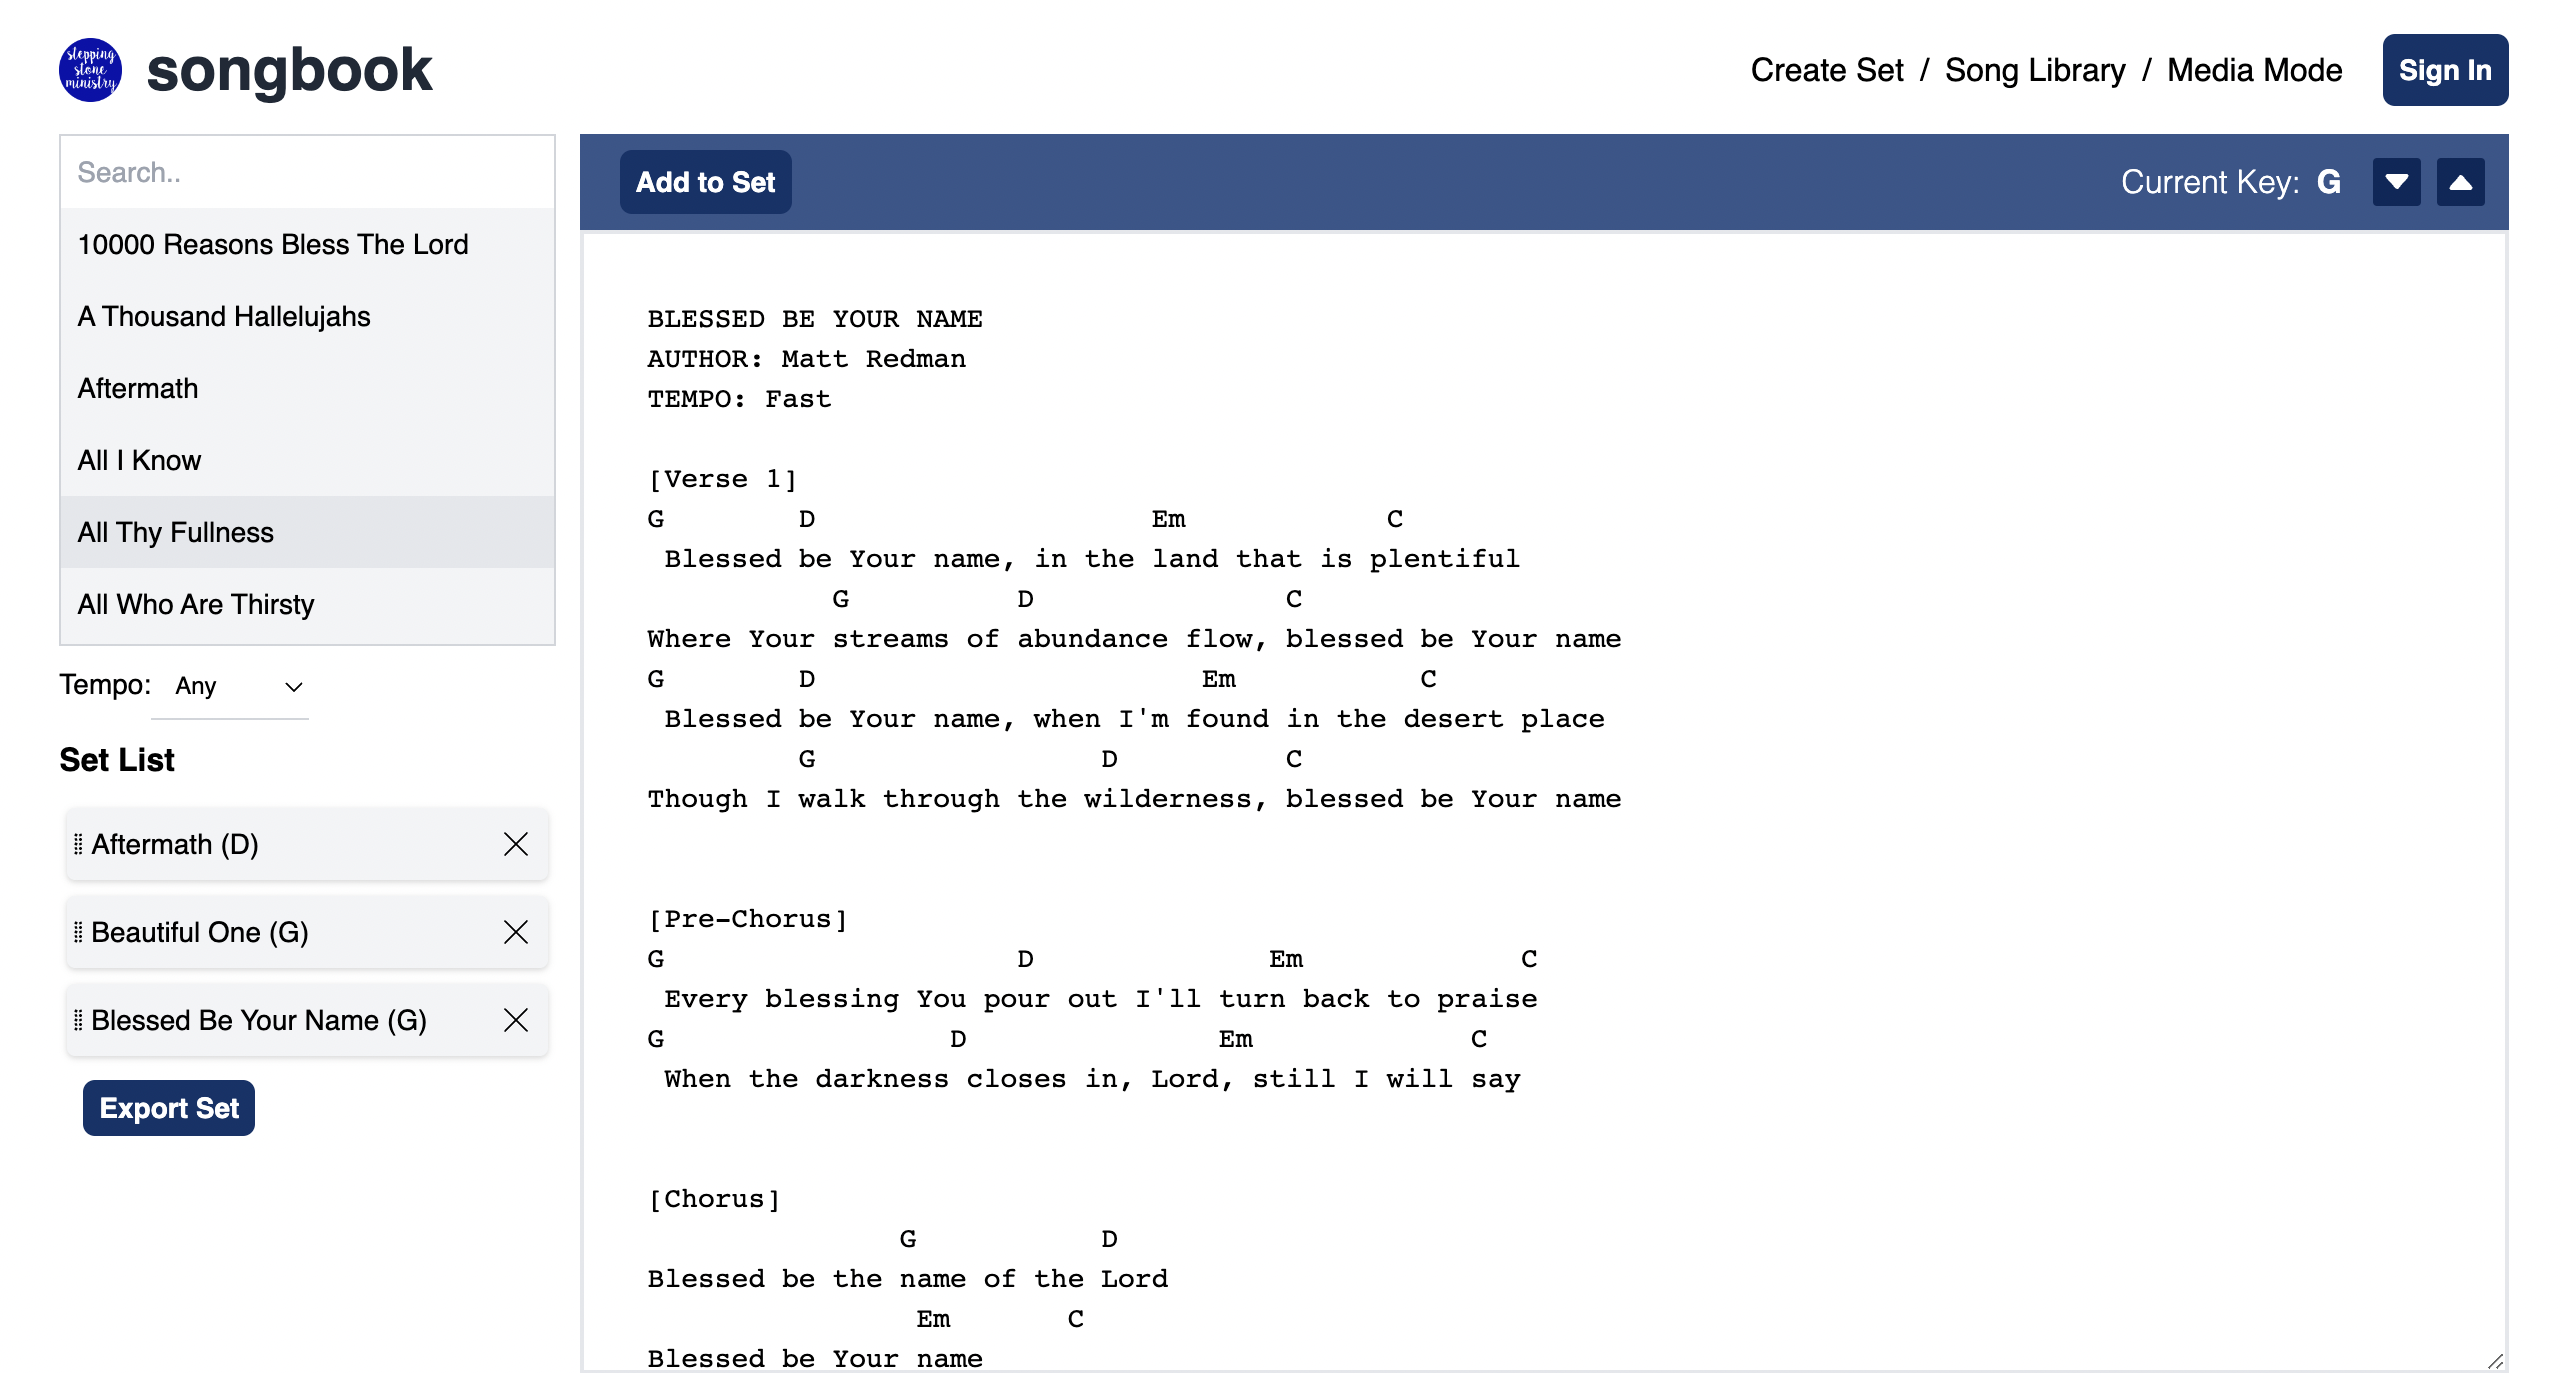 stepping
stone
ministry
songbook
Create Set / Song Library / Media Mode
Sign In
Search..
10000 Reasons Bless The Lord
A Thousand Hallelujahs
Aftermath
All I Know
All Thy Fullness
All Who Are Thirsty
Tempo: Any
Set List
Aftermath (D)
Beautiful One (G)
Blessed Be Your Name (G)
Export Set
Add to Set
Current Key: G
BLESSED BE YOUR NAME
AUTHOR: Matt Redman
TEMPO: Fast
[Verse 1]
G        D                    Em            C
 Blessed be Your name, in the land that is plentiful
           G          D               C
Where Your streams of abundance flow, blessed be Your name
G        D                       Em           C
 Blessed be Your name, when I'm found in the desert place
         G                 D          C
Though I walk through the wilderness, blessed be Your name
[Pre-Chorus]
G                     D              Em             C
 Every blessing You pour out I'll turn back to praise
G                 D               Em             C
 When the darkness closes in, Lord, still I will say
[Chorus]
               G           D
Blessed be the name of the Lord
                Em       C
Blessed be Your name